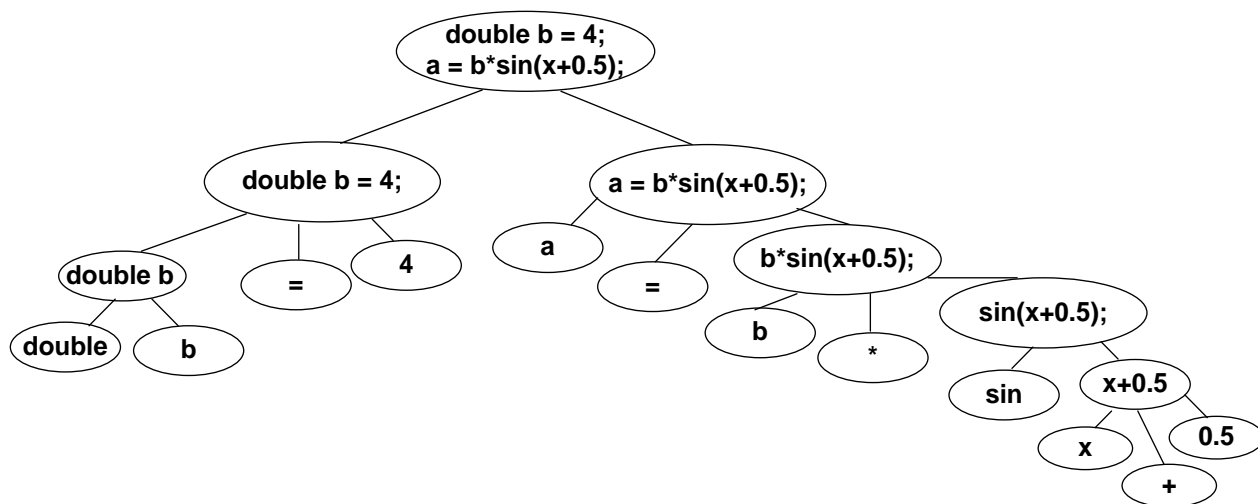 double b = 4;
a = b*sin(x+0.5);
double b = 4;
a = b*sin(x+0.5);
double b
=
4
a
=
b*sin(x+0.5);
double
b
b
*
sin(x+0.5);
sin
x+0.5
x
+
0.5